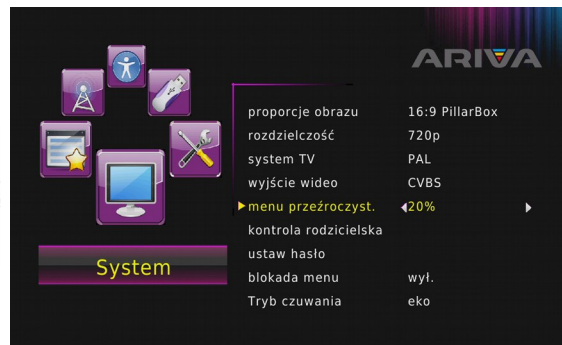 ARIVA
proporcje obrazu 16:9 PillarBox
rozdzielczość 720p
system TV PAL
wyjście wideo CVBS
menu przeźroczyst. 20%
kontrola rodzicielska
ustaw hasło
blokada menu wył.
Tryb czuwania eko
System